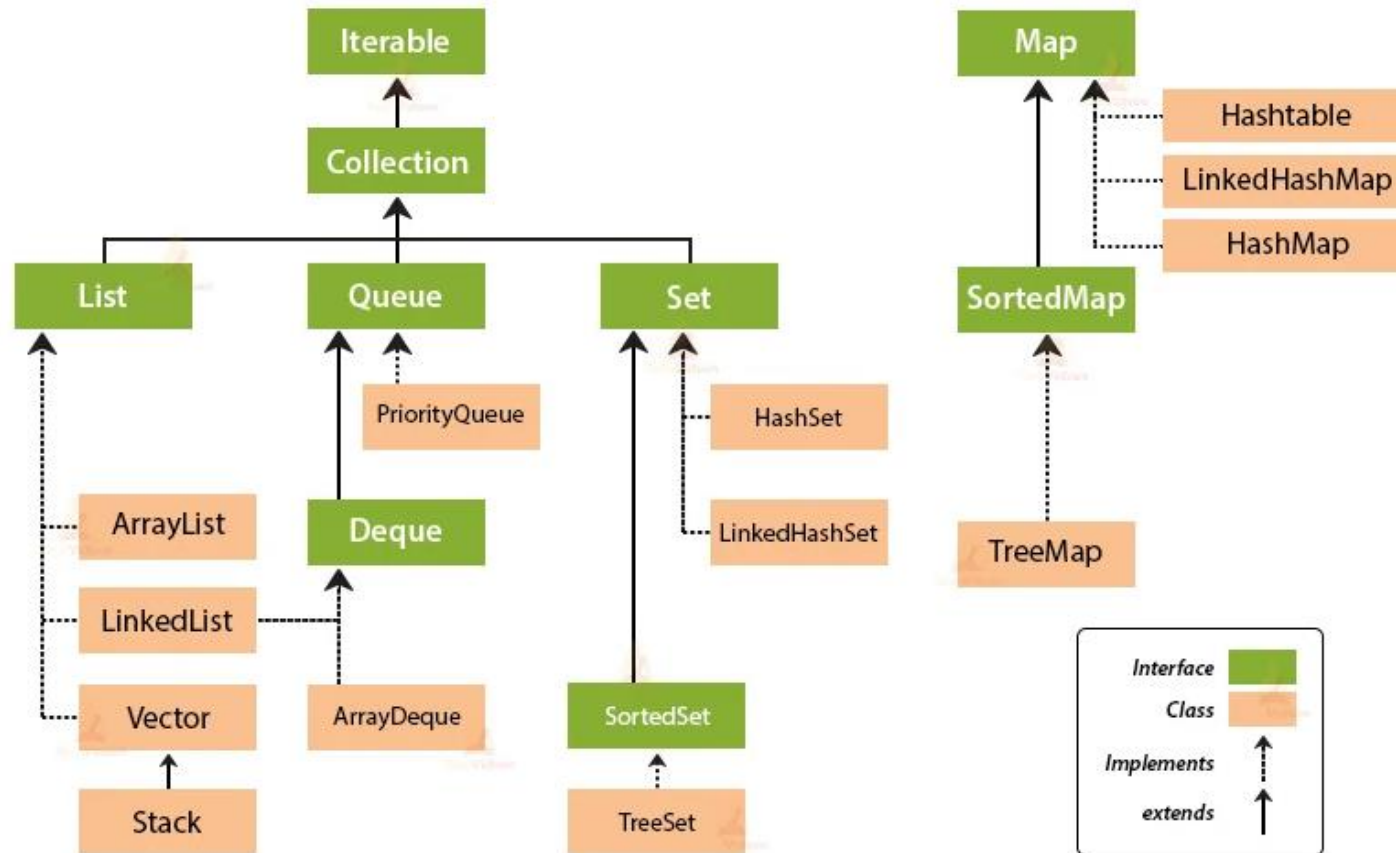 Iterable
Map
Hashtable
Collection
LinkedHashMap
HashMap
List
Queue
Set
SortedMap
PriorityQueue
HashSet
ArrayList
Deque
LinkedHashSet
TreeMap
LinkedList
Vector
ArrayDeque
SortedSet
Stack
TreeSet
Interface
Class
Implements
extends